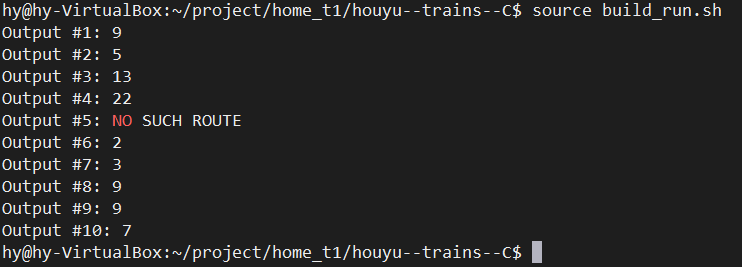 hy@hy-VirtualBox:~/project/home_t1/houyu--trains--C$ source build_run.sh
Output #1: 9
Output #2: 5
Output #3: 13
Output #4: 22
Output #5: NO SUCH ROUTE
Output #6: 2
Output #7: 3
Output #8: 9
Output #9: 9
Output #10: 7
hy@hy-VirtualBox:~/project/home_t1/houyu--trains--C$